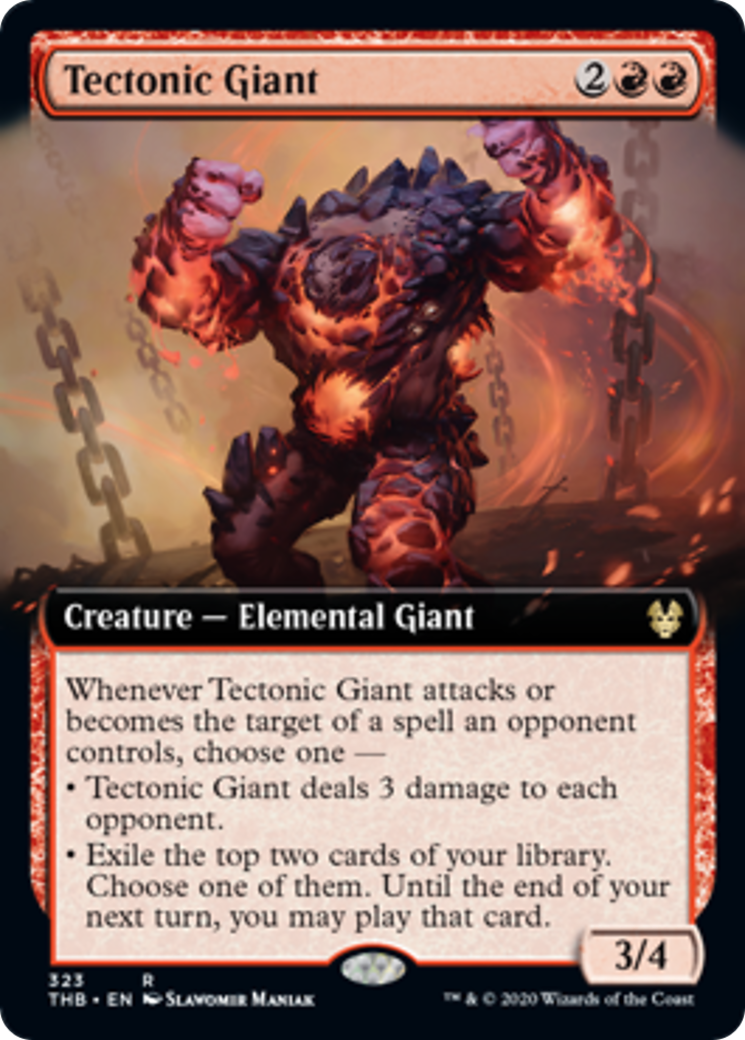 Tectonic Giant 2
Creature — Elemental Giant
Whenever Tectonic Giant attacks or
becomes the target of a spell an opponent
controls, choose one —
• Tectonic Giant deals 3 damage to each
opponent.
• Exile the top two cards of your library.
Choose one of them. Until the end of your
next turn, you may play that card.
3/4
323 R
THB • EN Slawomir Maniak
™ & © 2020 Wizards of the Coast